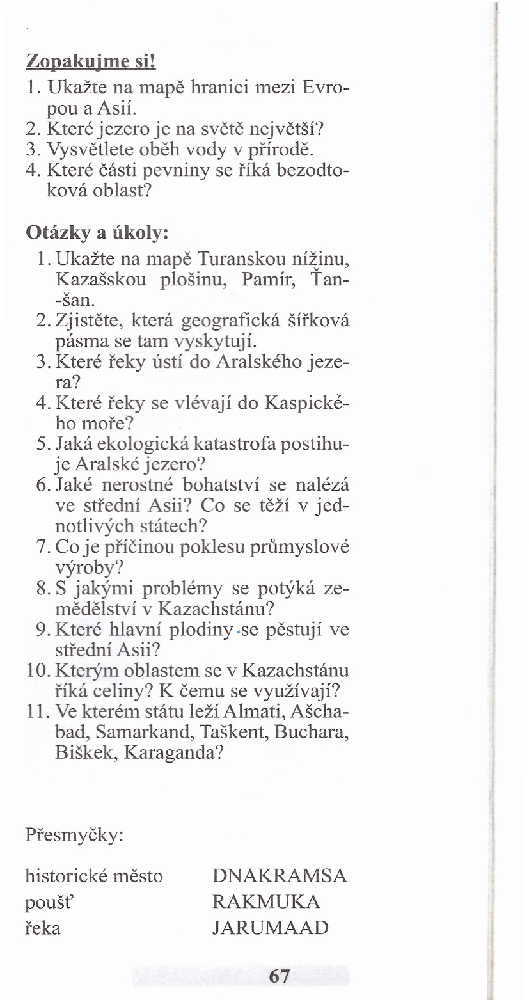 Zopakujme si!
1. Ukažte na mapě hranici mezi Evro-
pou a Asií.
2. Které jezero je na světě největší?
3. Vysvětlete oběh vody v přírodě.
4. Které části pevniny se říká bezodto-
ková oblast?
Otázky a úkoly:
1. Ukažte na mapě Turanskou nížinu,
Kazašskou plošinu, Pamír, Ťan-
-šan.
2. Zjistěte, která geografická šířková
pásma se tam vyskytují.
3. Které řeky ústí do Aralského jeze-
ra?
4. Které řeky se vlévají do Kaspické-
ho moře?
5. Jaká ekologická katastrofa postihu-
je Aralské jezero?
6. Jaké nerostné bohatství se nalézá
ve střední Asii? Co se těží v jed-
notlivých státech?
7. Co je příčinou poklesu průmyslové
výroby?
8. S jakými problémy se potýká ze-
mědělství v Kazachstánu?
9. Které hlavní plodiny se pěstují ve
střední Asii?
10. Kterým oblastem se v Kazachstánu
říká celiny? K čemu se využívají?
11. Ve kterém státu leží Almati, Ašcha-
bad, Samarkand, Taškent, Buchara,
Biškek, Karaganda?
Přesmyčky:
historické město DNAKRAMSA
poušť RAKMUKA
řeka JARUMAAD
67